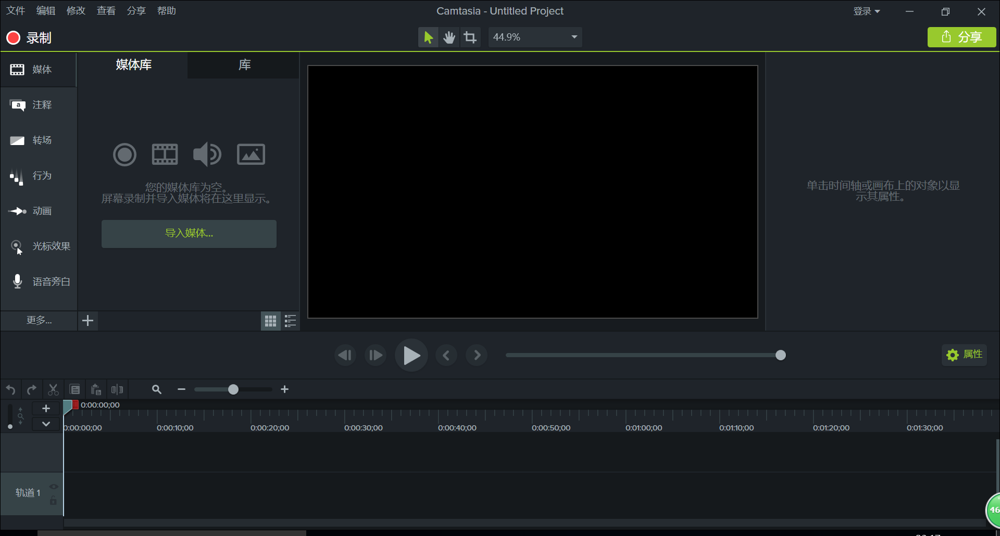 文件 编辑 修改 查看 分享 帮助
Camtasia - Untitled Project
登录
录制
44.9%
分享
媒体
媒体库
库
注释
转场
行为
动画
光标效果
语音旁白
更多...
您的媒体库为空。
屏幕录制并导入媒体将在这里显示。
导入媒体...
单击时间轴或画布上的对象以显
示其属性。
属性
0:00:00;00
0:00:00;00 0:00:10;00 0:00:20;00 0:00:30;00 0:00:40;00 0:00:50;00 0:01:00;00 0:01:10;00 0:01:20;00 0:01:30;00
轨道 1
46